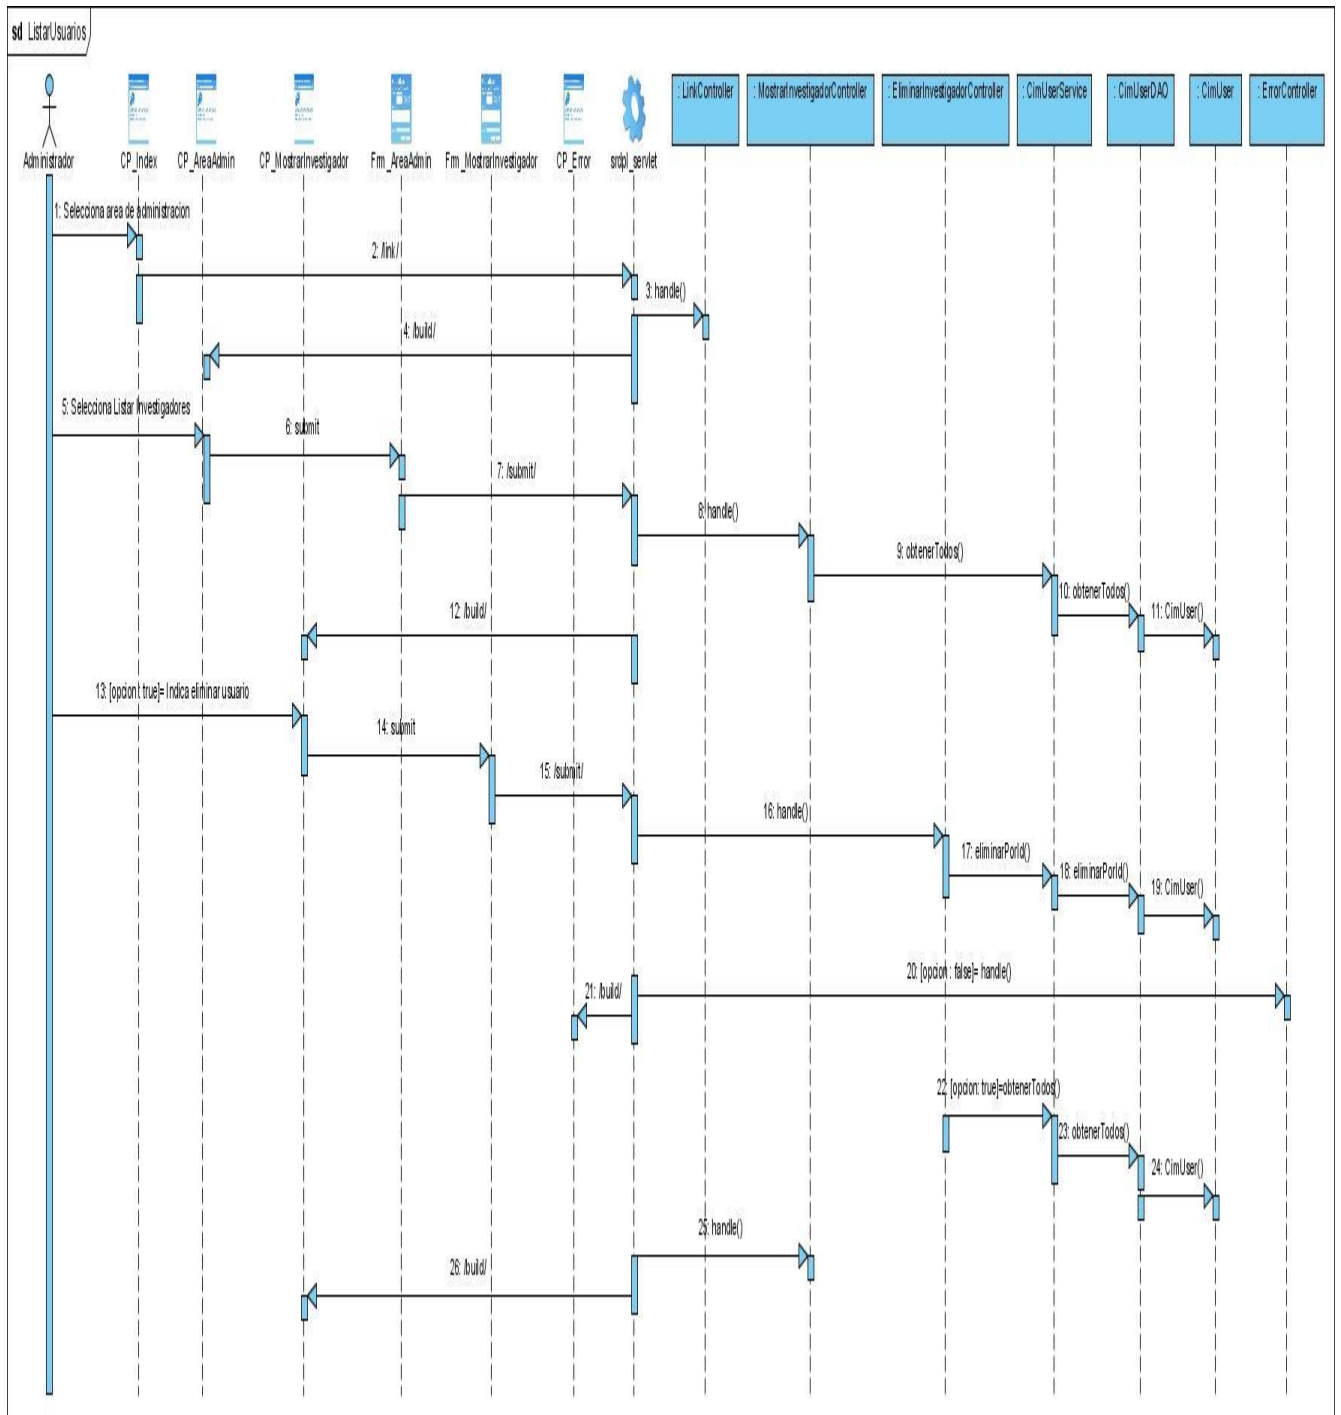 sd ListarUsuarios
Administrador
CP_Index
CP_AreaAdmin
CP_MostrarInvestigador
Frm_AreaAdmin
Frm_MostrarInvestigador
CP_Error
srdpl_servlet
: LinkController
: MostrarInvestigadorController
: EliminarInvestigadorController
: CimUserService
: CimUserDAO
: CimUser
: ErrorController
1: Selecciona area de administracion
2: /link/
3: handle()
4: /build/
5: Selecciona Listar Investigadores
6: submit
7: /submit/
8: handle()
9: obtenerTodos()
10: obtenerTodos()
11: CimUser()
12: /build/
13: [opcion: true]= Indica eliminar usuario
14: submit
15: /submit/
16: handle()
17: eliminarPorId()
18: eliminarPorId()
19: CimUser()
20: [opcion : false]= handle()
21: /build/
22: [opcion: true]=obtenerTodos()
23: obtenerTodos()
24: CimUser()
25: handle()
26: /build/